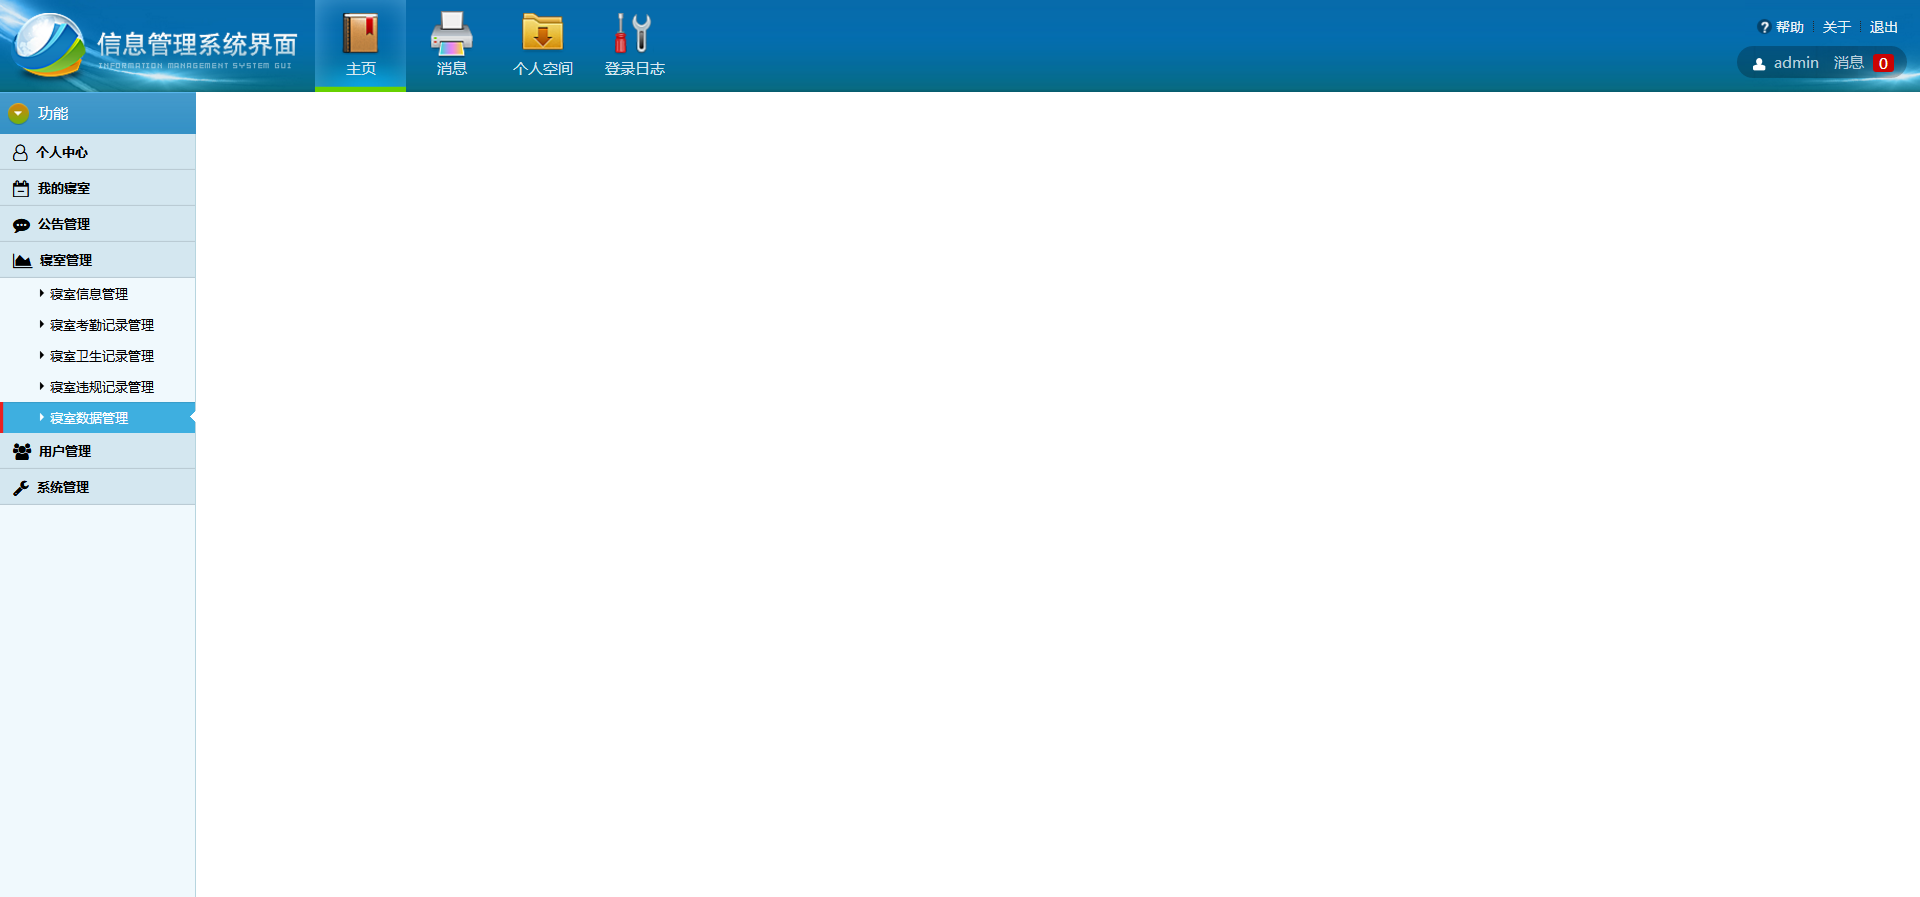 信息管理系统界面
INFORMATION MANAGEMENT SYSTEM GUI
主页
消息
个人空间
登录日志
? 帮助
关于
退出
admin 消息 0
功能
个人中心
我的寝室
公告管理
寝室管理
寝室信息管理
寝室考勤记录管理
寝室卫生记录管理
寝室违规记录管理
寝室数据管理
用户管理
系统管理